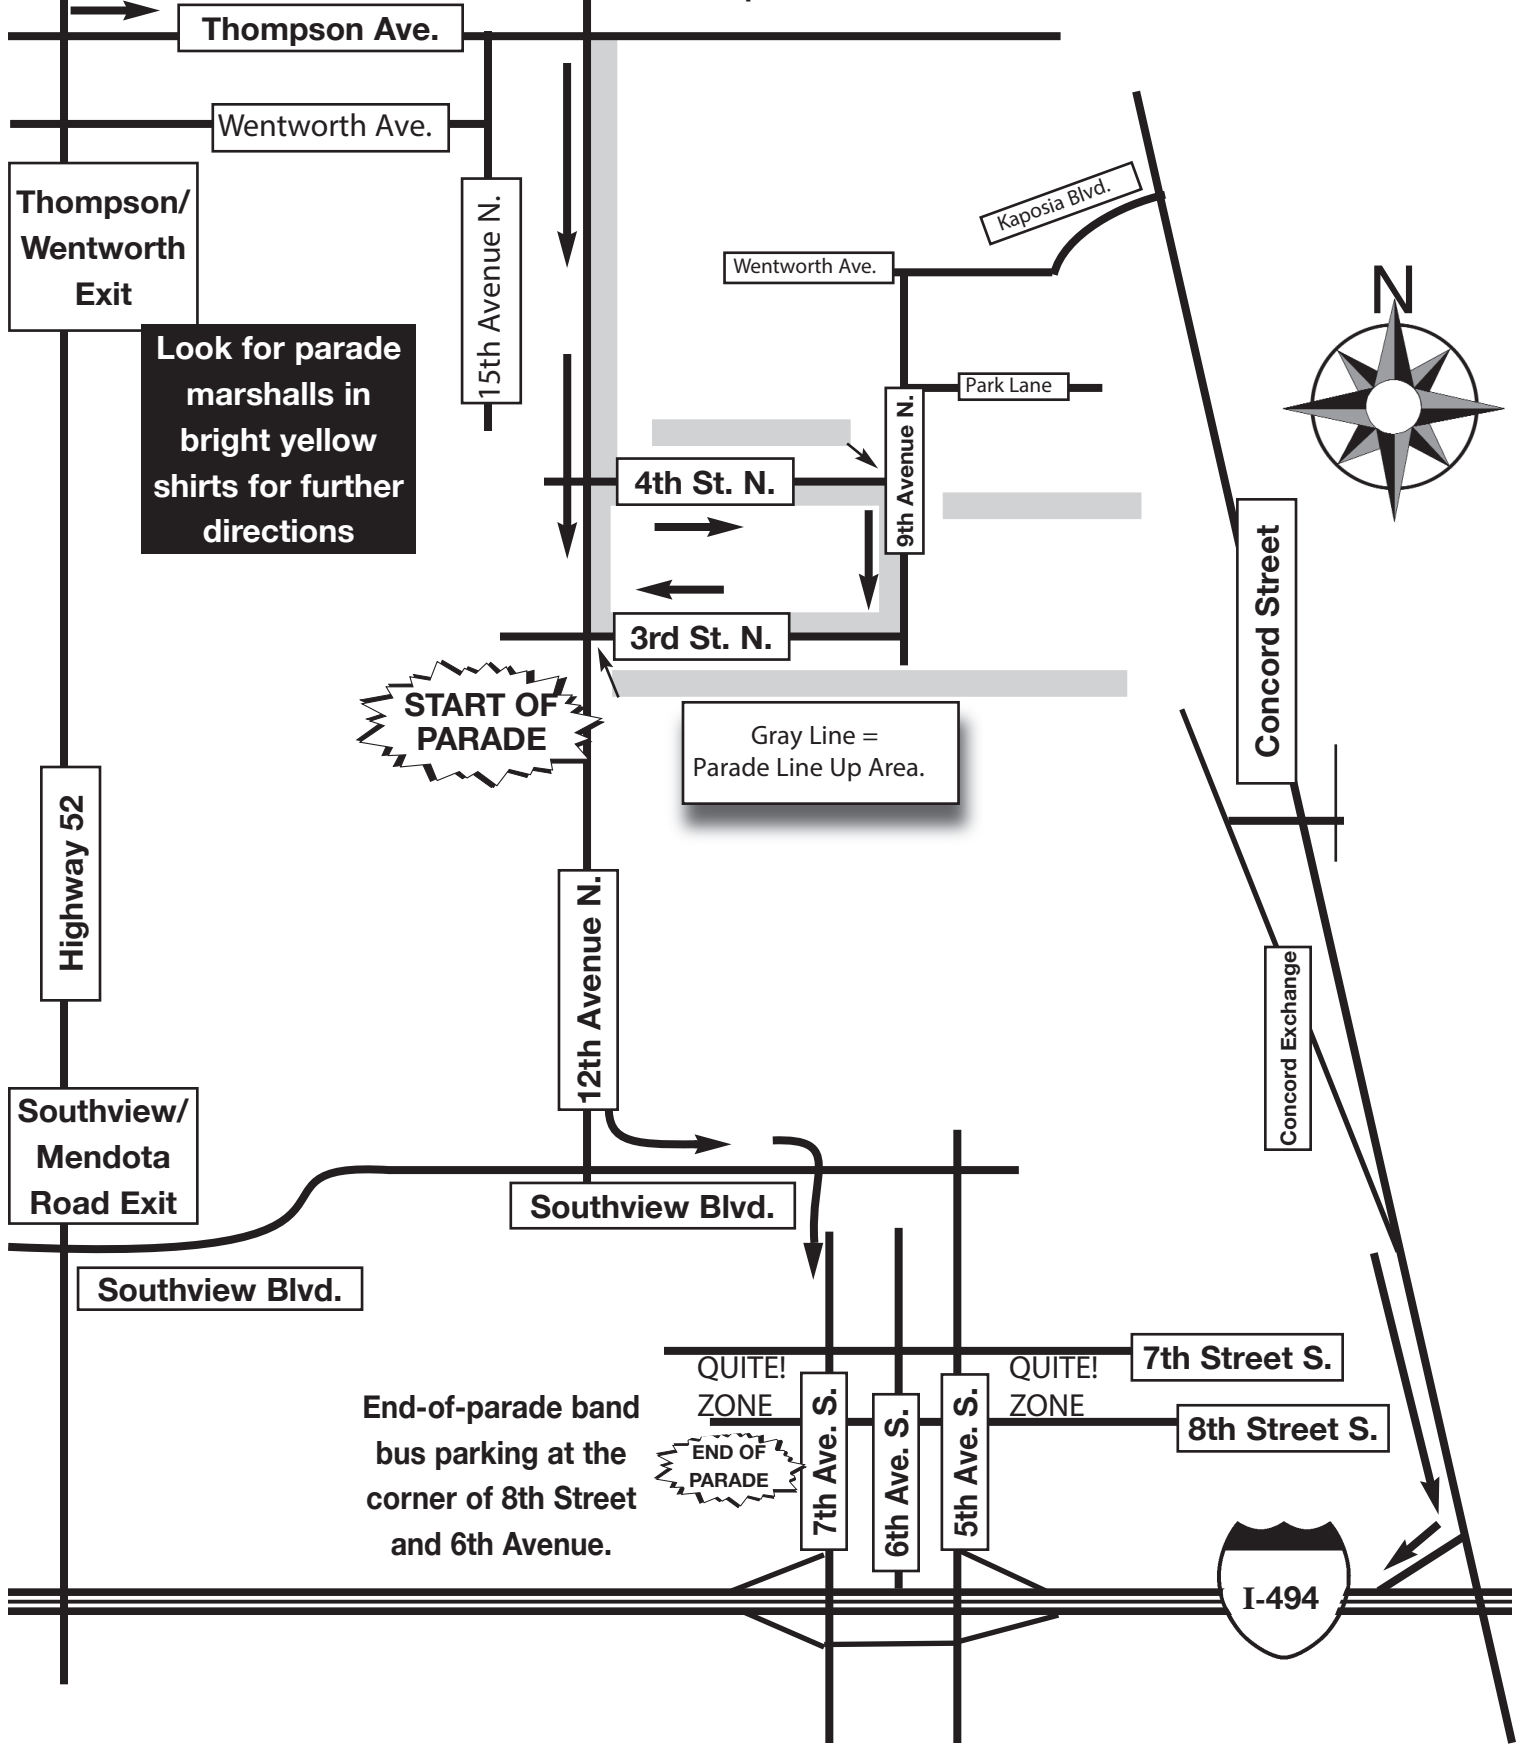 Thompson Ave.
Wentworth Ave.
Thompson/
Wentworth
Exit
15th Avenue N.
Kaposia Blvd.
Wentworth Ave.
N
Look for parade
marshalls in
bright yellow
shirts for further
directions
Park Lane
9th Avenue N.
4th St. N.
3rd St. N.
Concord Street
START OF
PARADE
Gray Line =
Parade Line Up Area.
Highway 52
12th Avenue N.
Concord Exchange
Southview/
Mendota
Road Exit
Southview Blvd.
Southview Blvd.
7th Street S.
QUITE!
ZONE
QUITE!
ZONE
8th Street S.
End-of-parade band
bus parking at the
corner of 8th Street
and 6th Avenue.
END OF
PARADE
7th Ave. S.
6th Ave. S.
5th Ave. S.
I-494